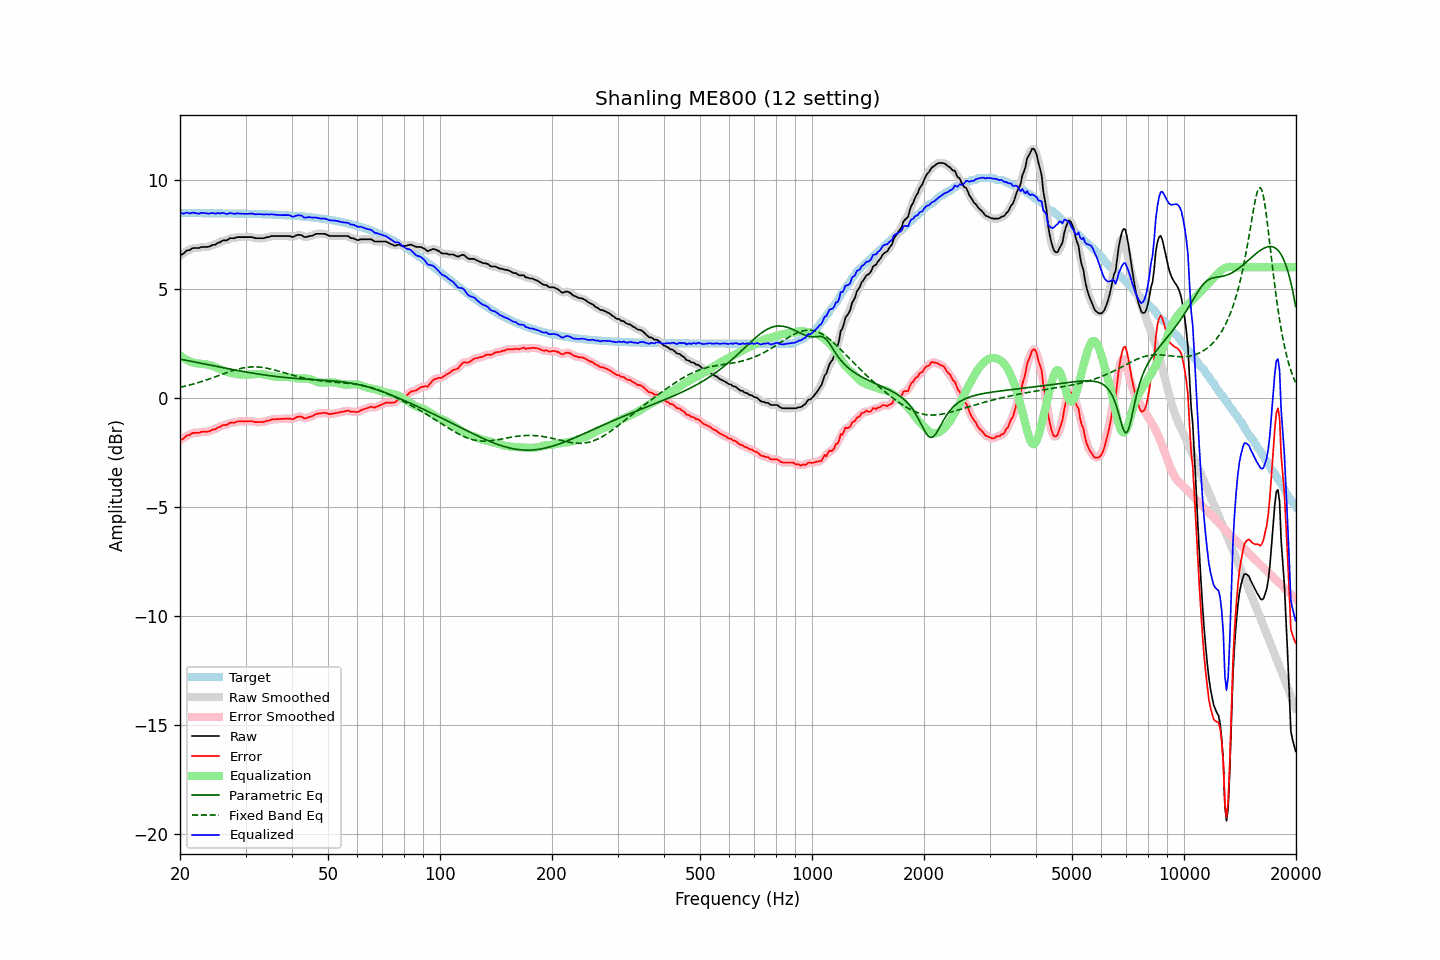 Shanling ME800 (12 setting)
Amplitude (dBr)
10
5
0
−5
−10
−15
−20
Target
Raw Smoothed
Error Smoothed
Raw
Error
Equalization
Parametric Eq
Fixed Band Eq
Equalized
20 50 100 200 500 1000 2000 5000 10000 20000
Frequency (Hz)